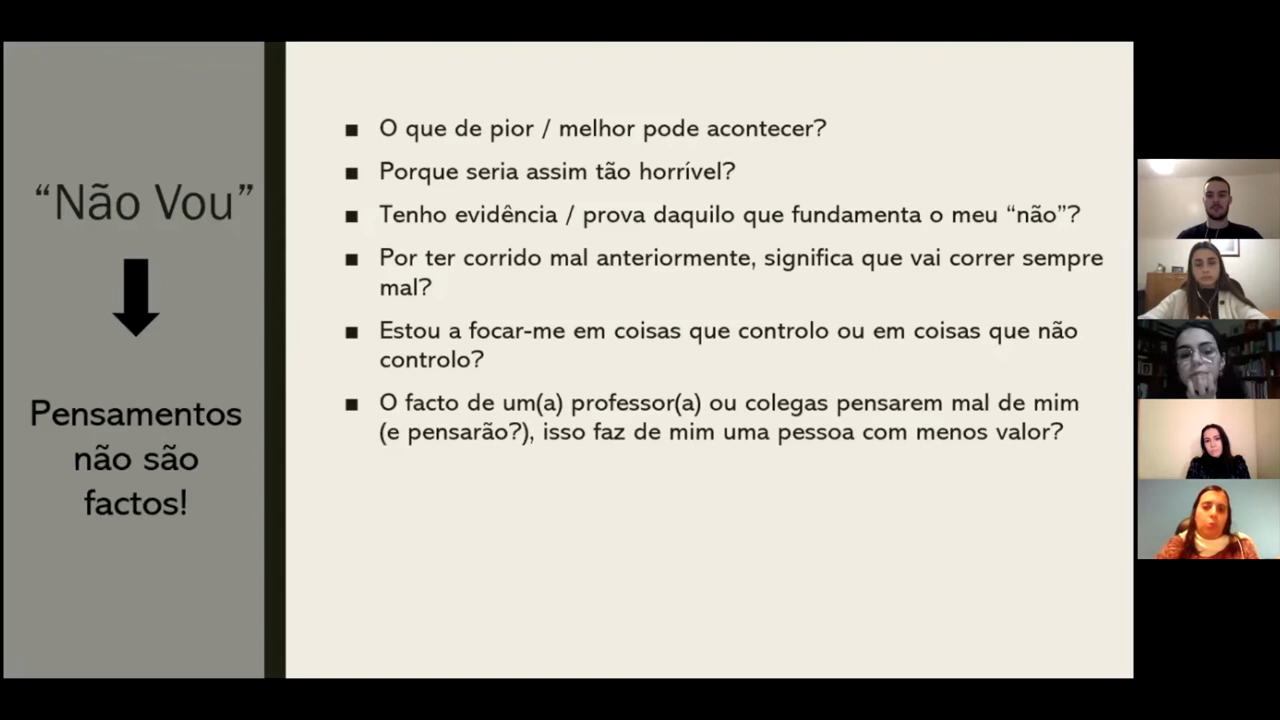 “Não Vou”
Pensamentos
não são
factos!
O que de pior / melhor pode acontecer?
Porque seria assim tão horrível?
Tenho evidência / prova daquilo que fundamenta o meu “não”?
Por ter corrido mal anteriormente, significa que vai correr sempre
mal?
Estou a focar-me em coisas que controlo ou em coisas que não
controlo?
O facto de um(a) professor(a) ou colegas pensarem mal de mim
(e pensarão?), isso faz de mim uma pessoa com menos valor?